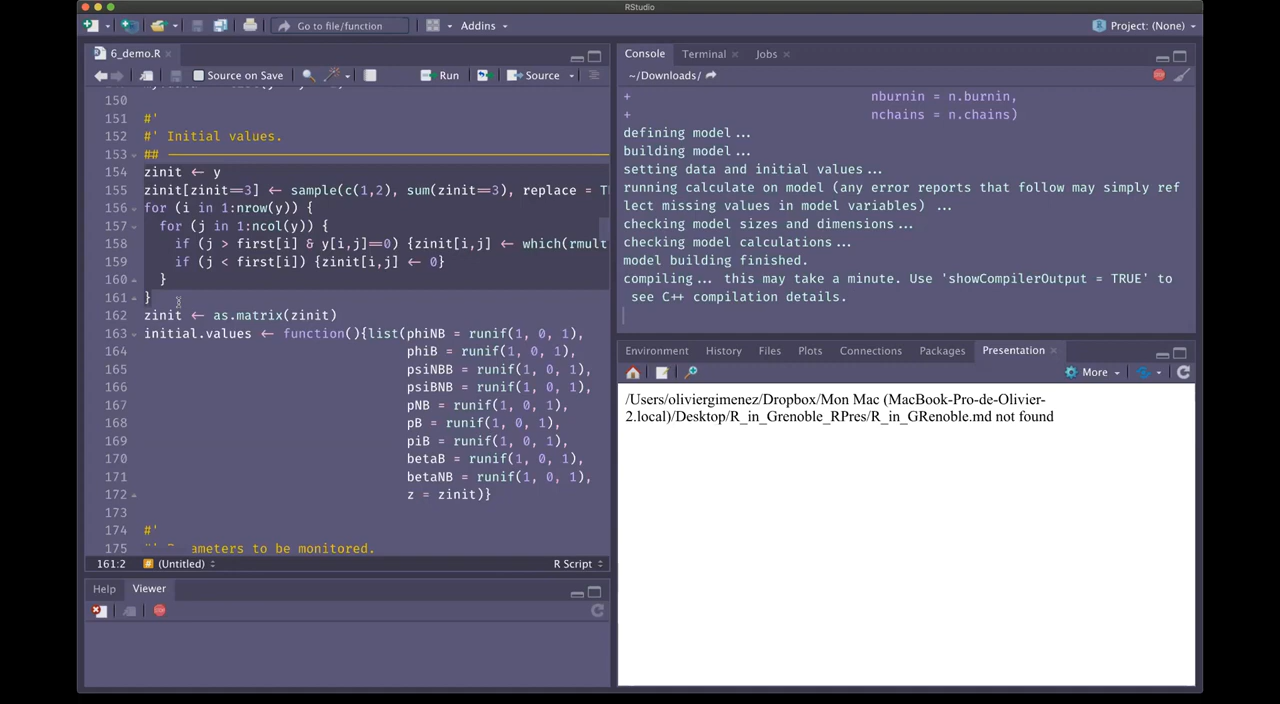 RStudio
Go to file/function
Addins
Project: (None)
6_demo.R
Source on Save
Run
Source
150
151 #'
152 #' Initial values.
153 ##
154 zinit ← y
155 zinit[zinit==3] ← sample(c(1,2), sum(zinit==3), replace = T
156 for (i in 1:nrow(y)) {
157 for (j in 1:ncol(y)) {
158 if (j > first[i] & y[i,j]==0) {zinit[i,j] ← which(rmult
159 if (j < first[i]) {zinit[i,j] ← 0}
160 }
161 }
162 zinit ← as.matrix(zinit)
163 initial.values ← function(){list(phiNB = runif(1, 0, 1),
164 phiB = runif(1, 0, 1),
165 psiNBB = runif(1, 0, 1),
166 psiBNB = runif(1, 0, 1),
167 pNB = runif(1, 0, 1),
168 pB = runif(1, 0, 1),
169 piB = runif(1, 0, 1),
170 betaB = runif(1, 0, 1),
171 betaNB = runif(1, 0, 1),
172 z = zinit)}
173
174 #'
175 ameters to be monitored.
161:2
(Untitled)
R Script
Help
Viewer
Console
Terminal
Jobs
~/Downloads/
+ nburnin = n.burnin,
+ nchains = n.chains)
defining model...
building model...
setting data and initial values...
running calculate on model (any error reports that follow may simply ref
lect missing values in model variables) ...
checking model sizes and dimensions...
checking model calculations...
model building finished.
compiling... this may take a minute. Use 'showCompilerOutput = TRUE' to
see C++ compilation details.
Environment
History
Files
Plots
Connections
Packages
Presentation
More
/Users/oliviergimenez/Dropbox/Mon Mac (MacBook-Pro-de-Olivier-
2.local)/Desktop/R_in_Grenoble_RPres/R_in_GRenoble.md not found